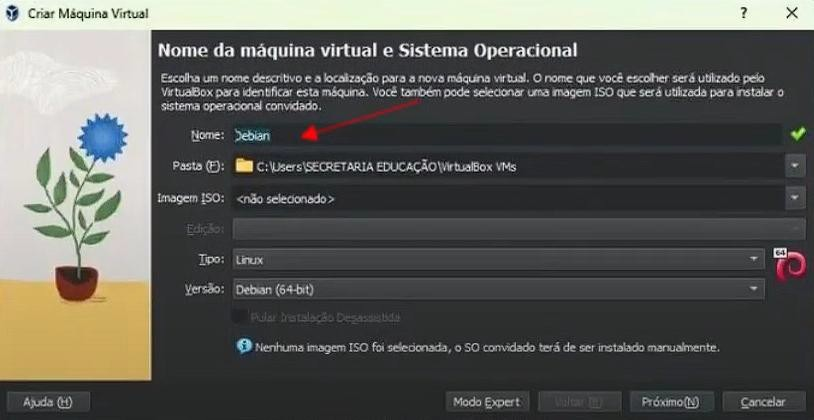 Criar Máquina Virtual
?
Nome da máquina virtual e Sistema Operacional
Escolha um nome descritivo e a localização para a nova máquina virtual. O nome que você escolher será utilizado pelo
VirtualBox para identificar esta máquina. Você também pode selecionar uma imagem ISO que será utilizada para instalar o
sistema operacional convidado.
Nome: Debian
Pasta (F): C:\Users\SECRETARIA EDUCAÇÃO\VirtualBox VMs
Imagem ISO: <não selecionado>
Edição:
Tipo: Linux
64
Versão: Debian (64-bit)
Pular Instalação Desassistida
Nenhuma imagem ISO foi selecionada, o SO convidado terá de ser instalado manualmente.
Ajuda (H) Modo Expert Voltar Próximo(N) Cancelar